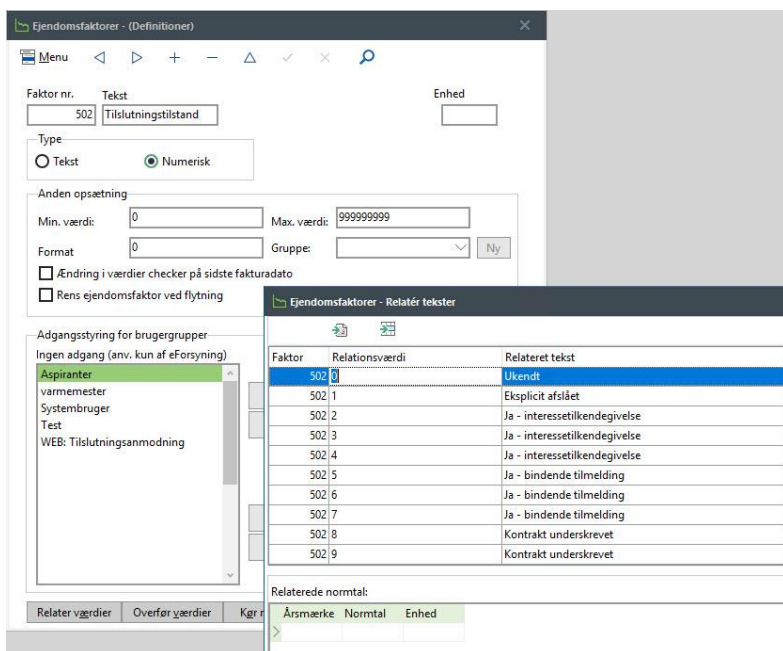 Ejendomsfaktorer - (Definitioner)
Menu
Faktor nr. Tekst Enhed
502 Tilslutningstilstand
Type
Tekst Numerisk
Anden opsætning
Min. værdi: 0 Max. værdi: 999999999
Format 0 Gruppe: Ny
Ændring i værdier checker på sidste fakturadato
Rens ejendomsfaktor ved flytning
Adgangsstyring for brugergrupper
Ingen adgang (anv. kun af eForsyning)
Aspiranter
varmemester
Systembruger
Test
WEB: Tilslutningsanmodning
Relater værdier Overfør værdier Kør
Ejendomsfaktorer - Relatér tekster
Faktor Relationsværdi Relateret tekst
502 0 Ukendt
502 1 Eksplicit afslået
502 2 Ja - interessetilkendegivelse
502 3 Ja - interessetilkendegivelse
502 4 Ja - interessetilkendegivelse
502 5 Ja - bindende tilmelding
502 6 Ja - bindende tilmelding
502 7 Ja - bindende tilmelding
502 8 Kontrakt underskrevet
502 9 Kontrakt underskrevet
Relaterede normtal:
Årsmærke Normtal Enhed